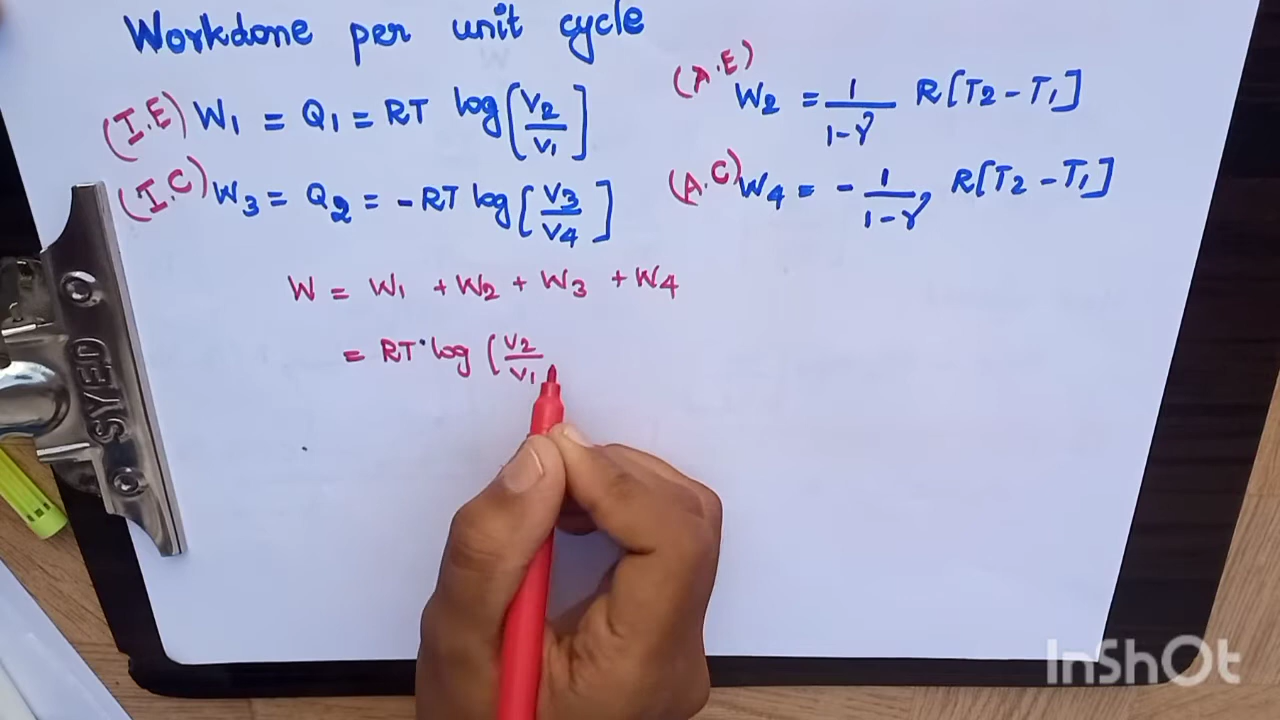 Workdone per unit cycle
(I.E) W1 = Q1 = RT log[V2/V1]
(A.E) W2 = 1/1-γ R[T2-T1]
(I.C) W3 = Q2 = -RT log[V3/V4]
(A.C) W4 = -1/1-γ R[T2-T1]
W = W1 + W2 + W3 + W4
= RT log (V2/V1
SYED
InShOt